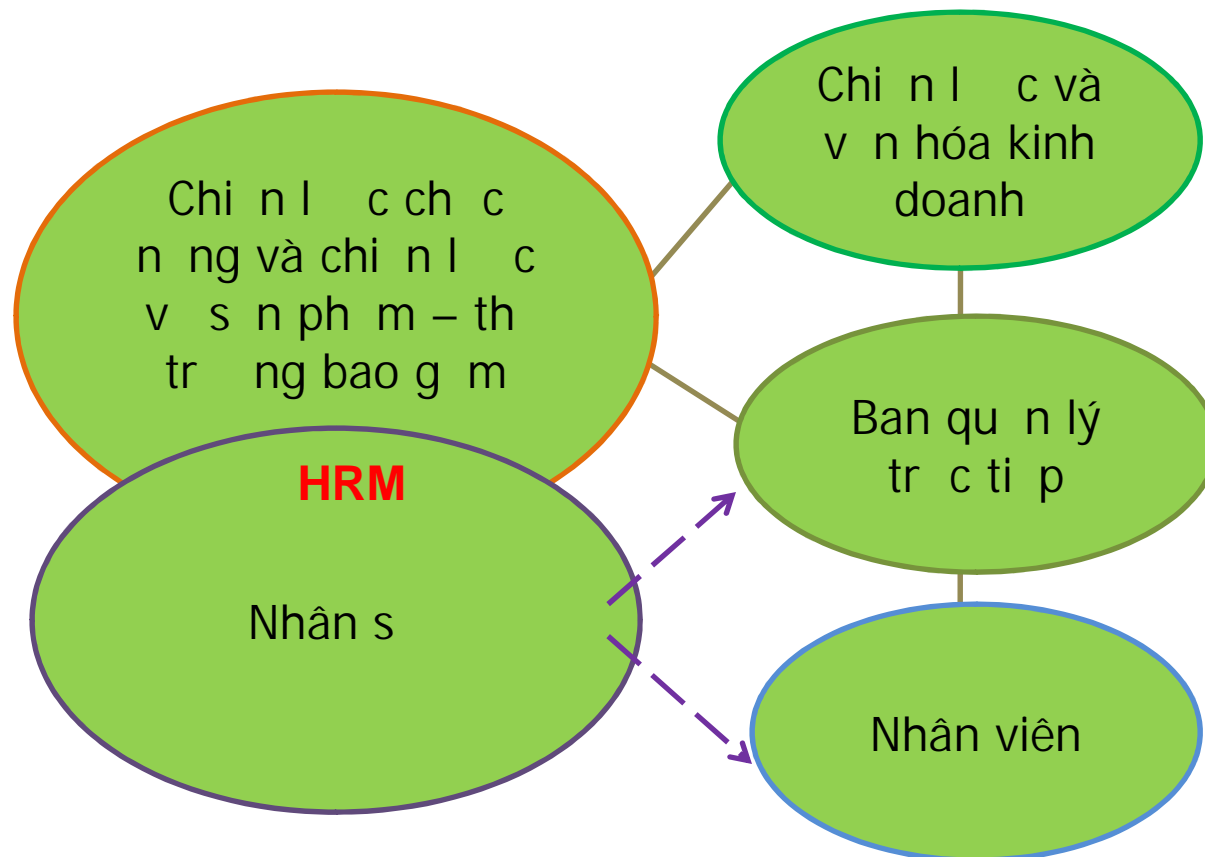 Chi n l c ch c
n ng và chi n l c
v s n ph m – th
tr ng bao g m
HRM
Nhân s
Chi n l c và
v n hóa kinh
doanh
Ban qu n lý
tr c ti p
Nhân viên